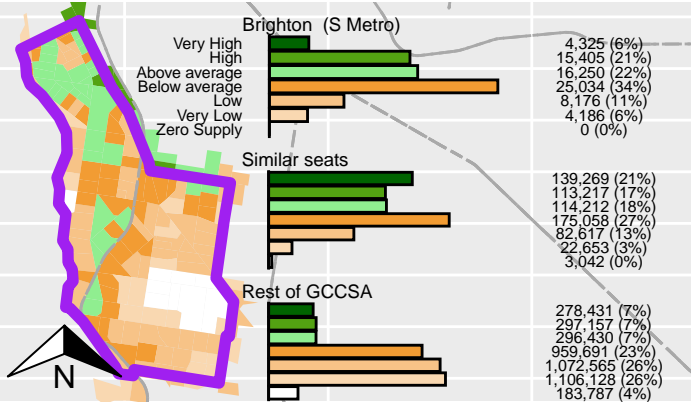 Brighton  (S Metro)
Very High 4,325 (6%)
High 15,405 (21%)
Above average 16,250 (22%)
Below average 25,034 (34%)
Low 8,176 (11%)
Very Low 4,186 (6%)
Zero Supply 0 (0%)
Similar seats
139,269 (21%)
113,217 (17%)
114,212 (18%)
175,058 (27%)
82,617 (13%)
22,653 (3%)
3,042 (0%)
Rest of GCCSA
278,431 (7%)
297,157 (7%)
296,430 (7%)
959,691 (23%)
1,072,565 (26%)
1,106,128 (26%)
183,787 (4%)
N